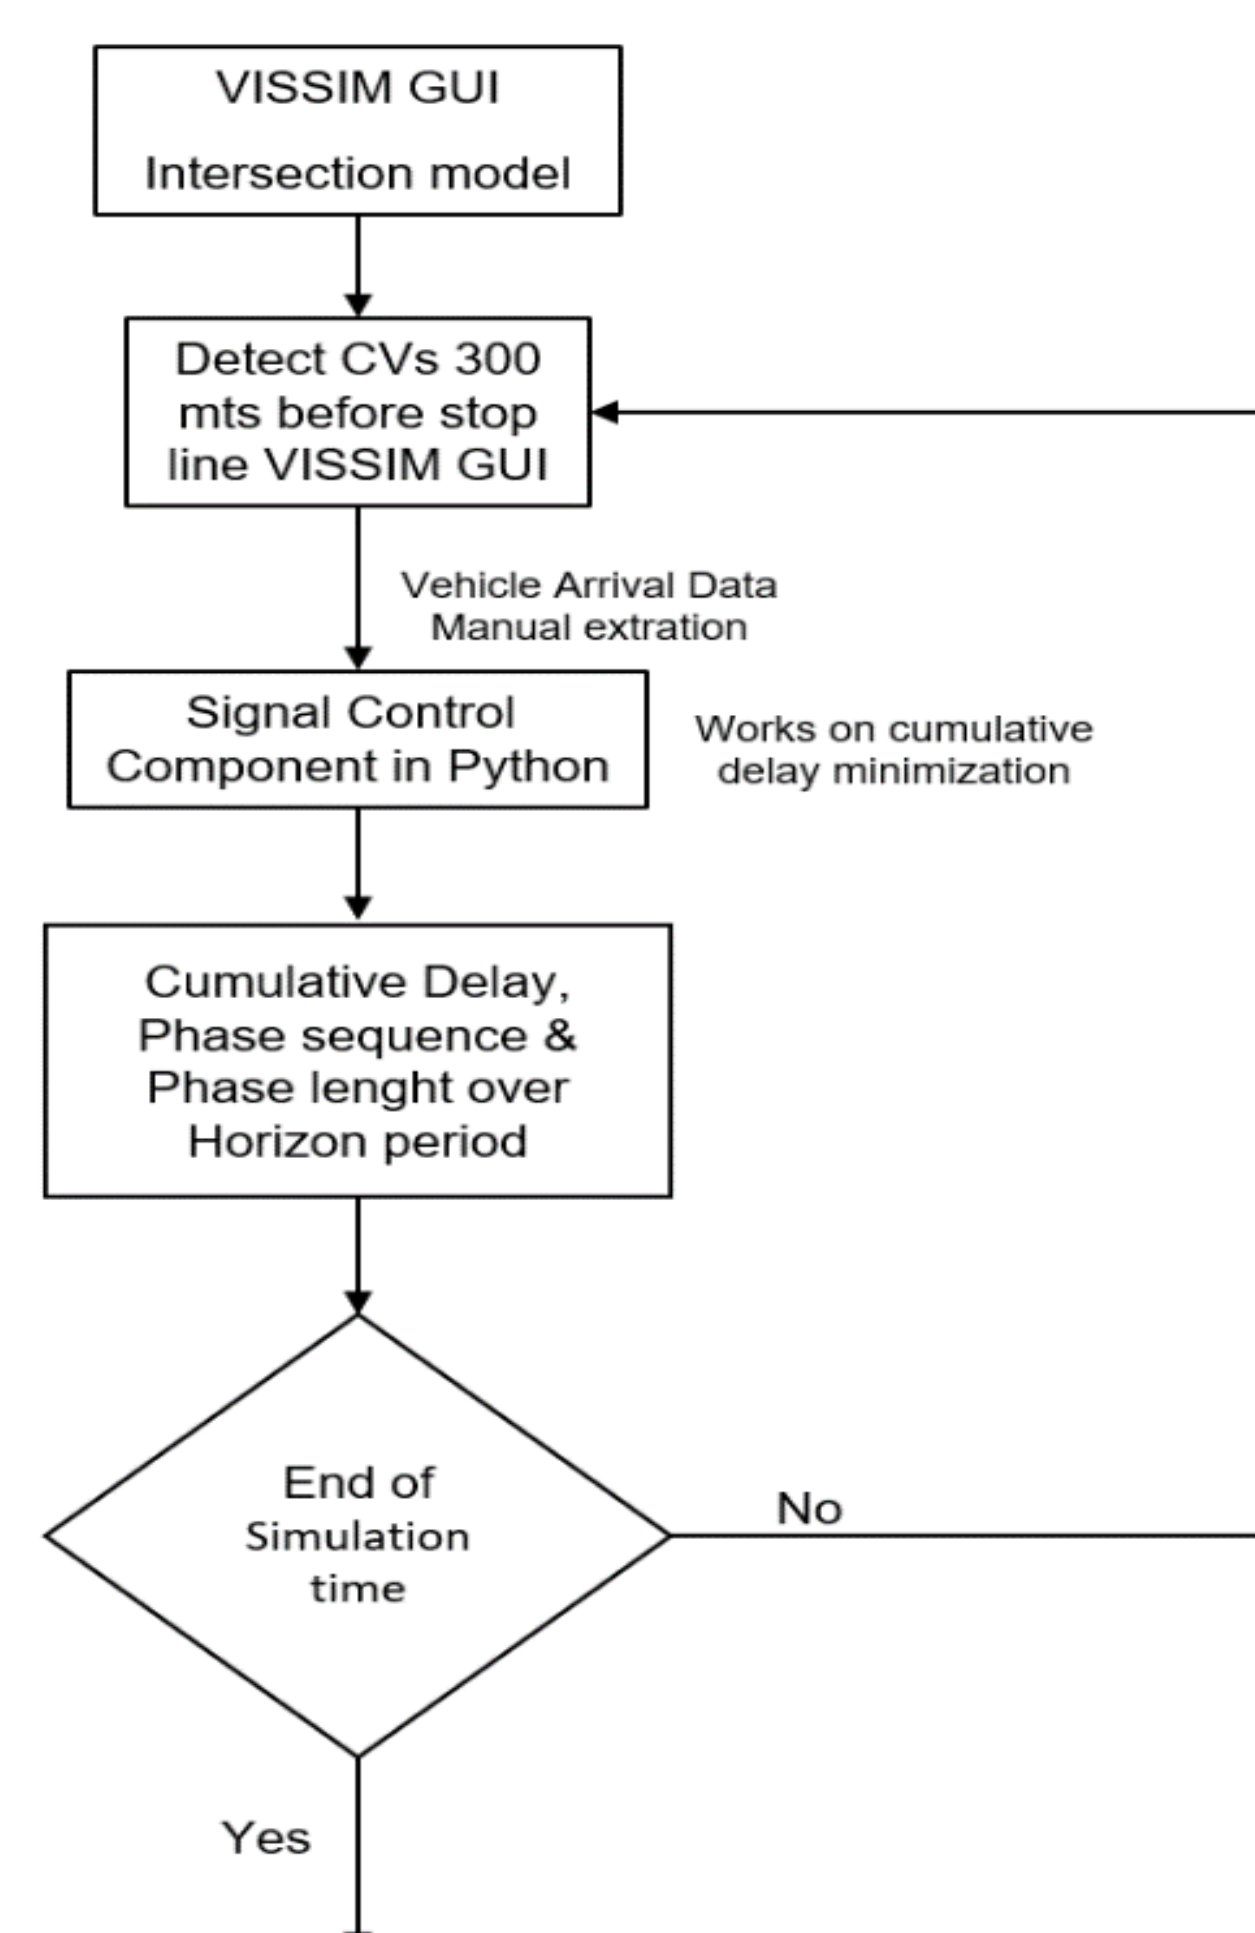 VISSIM GUI
Intersection model
Detect CVs 300
mts before stop
line VISSIM GUI
Vehicle Arrival Data
Manual extration
Signal Control
Component in Python
Works on cumulative
delay minimization
Cumulative Delay,
Phase sequence &
Phase lenght over
Horizon period
End of
Simulation
time
No
Yes